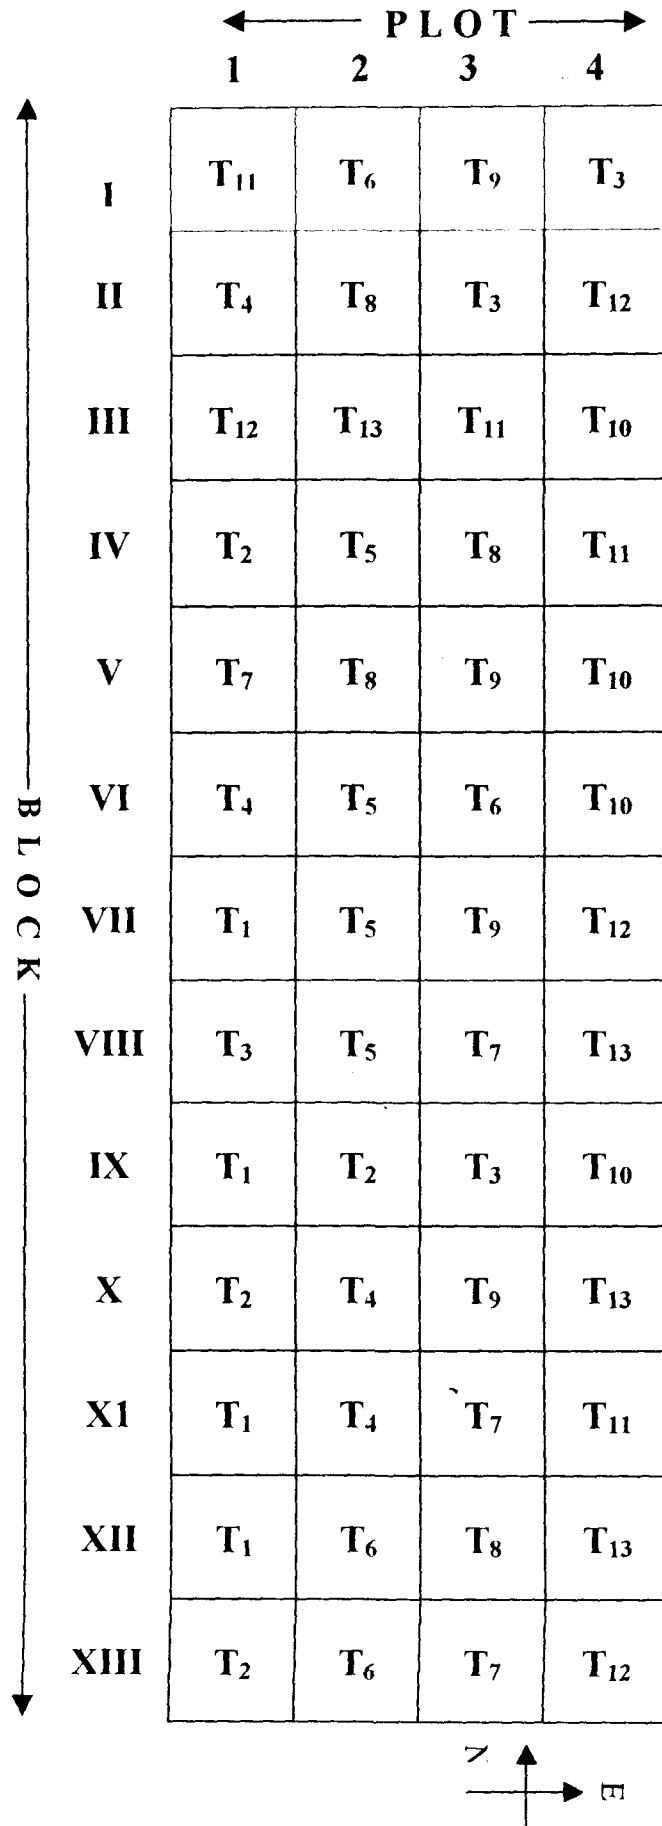 PLOT
1 2 3 4
I T₁₁ T₆ T₉ T₃
II T₄ T₈ T₃ T₁₂
III T₁₂ T₁₃ T₁₁ T₁₀
IV T₂ T₅ T₈ T₁₁
V T₇ T₈ T₉ T₁₀
VI T₄ T₅ T₆ T₁₀
VII T₁ T₅ T₉ T₁₂
VIII T₃ T₅ T₇ T₁₃
IX T₁ T₂ T₃ T₁₀
X T₂ T₄ T₉ T₁₃
X1 T₁ T₄ T₇ T₁₁
XII T₁ T₆ T₈ T₁₃
XIII T₂ T₆ T₇ T₁₂
BLOCK
N
E